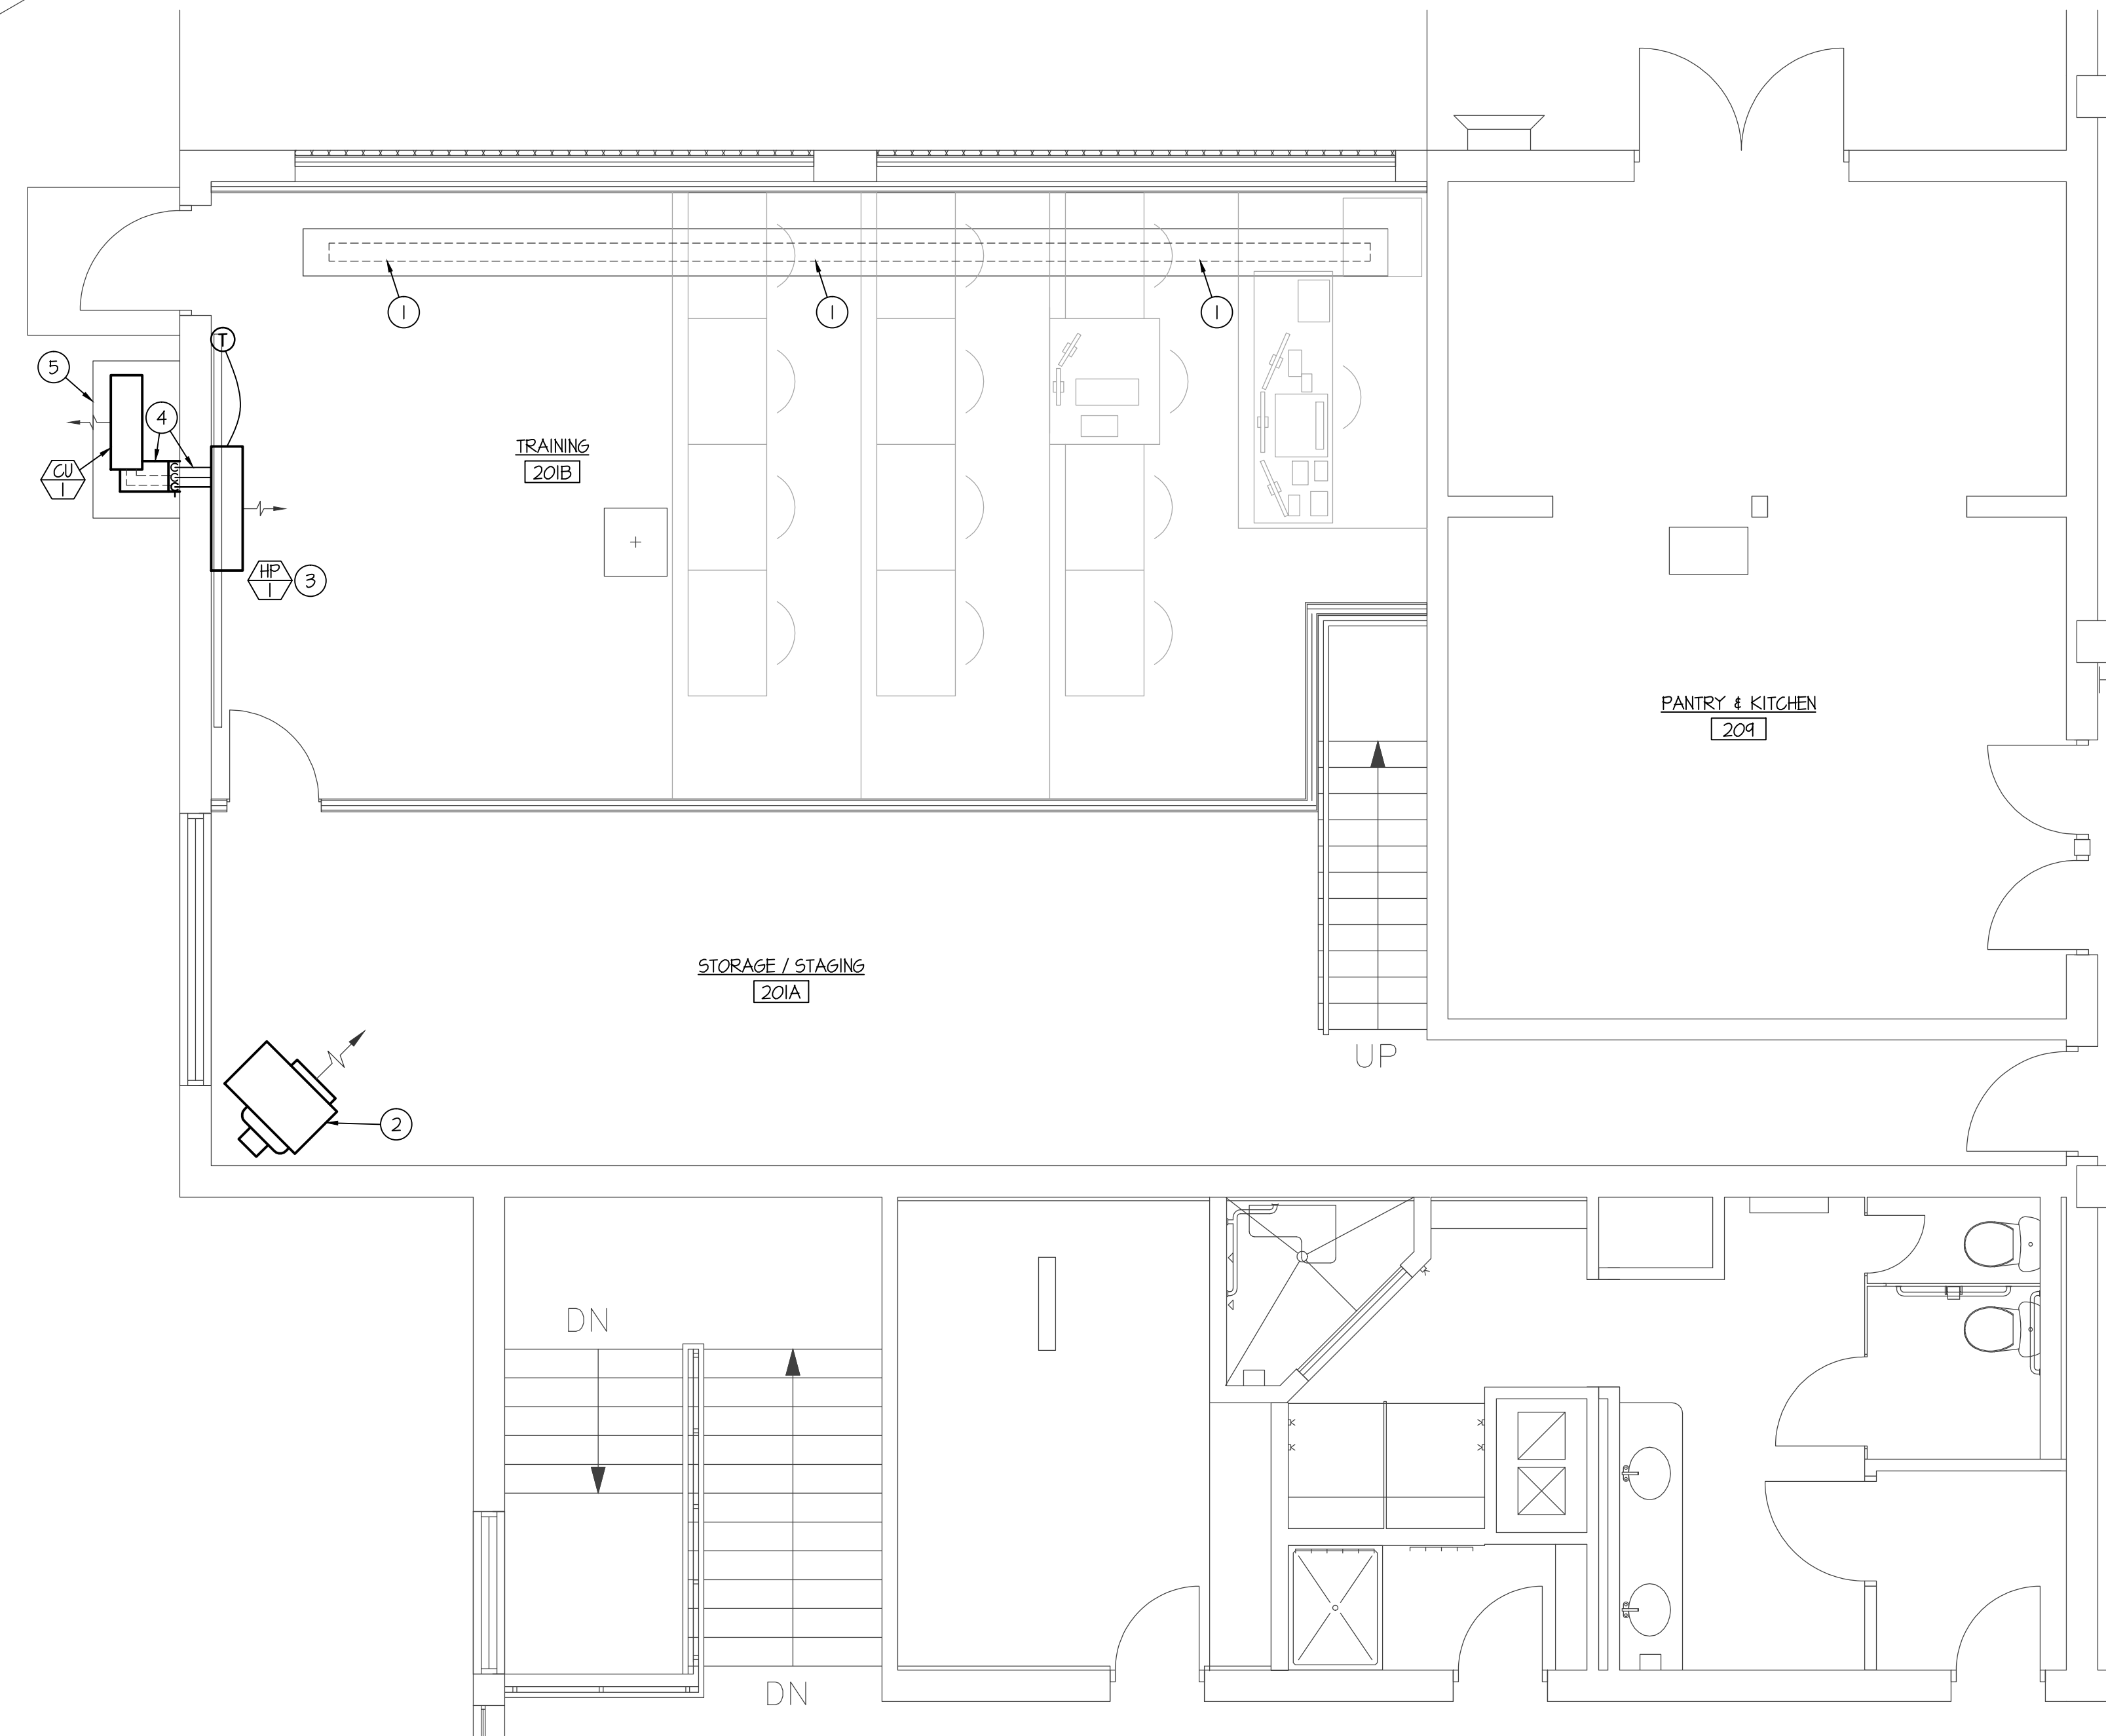 1
1
1
T
5
4
CU
1
TRAINING
201B
HP
1
3
PANTRY & KITCHEN
209
STORAGE / STAGING
201A
UP
2
DN
DN